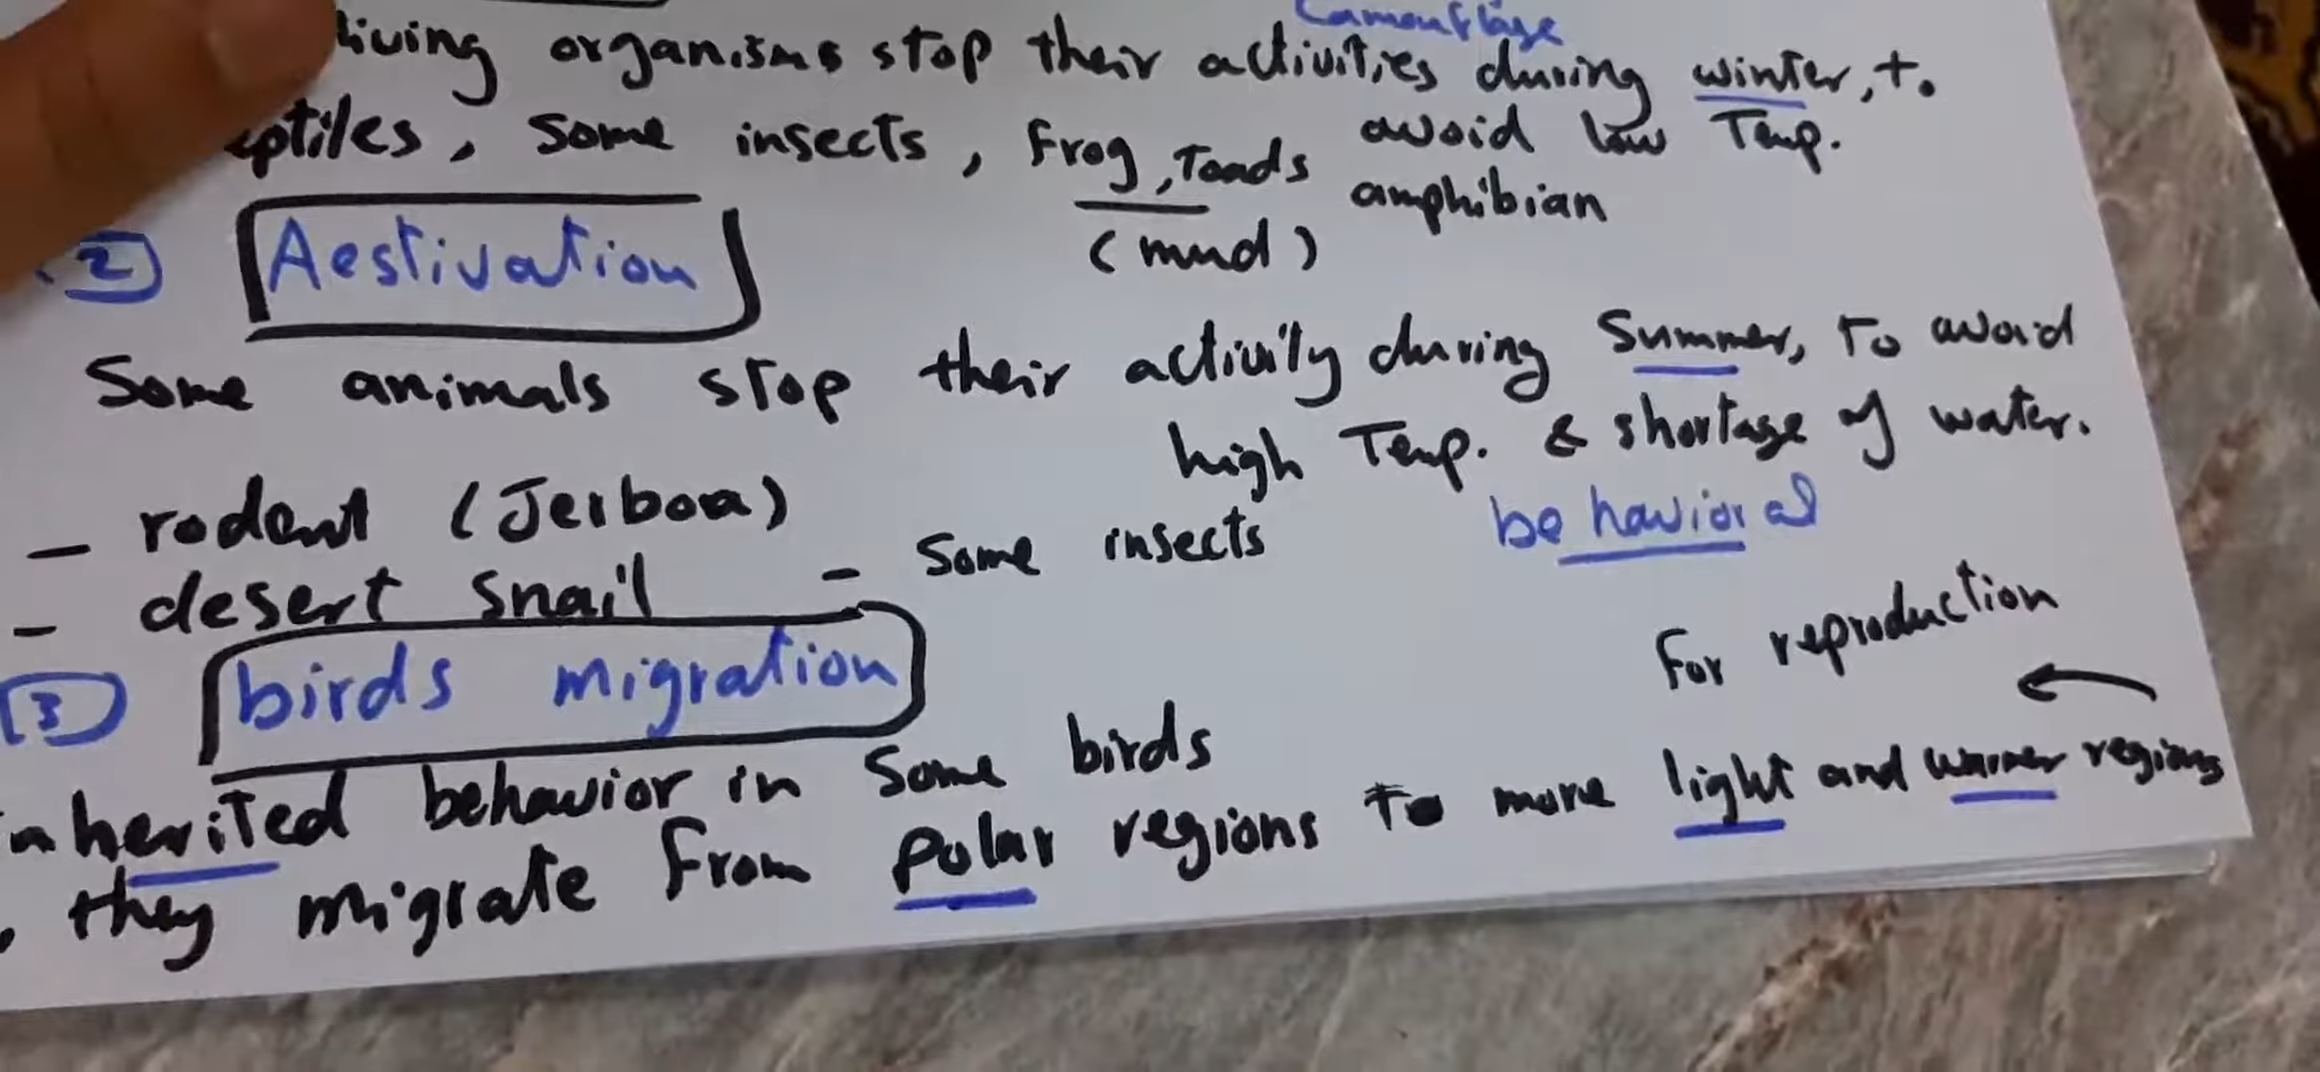 Camouflage
living organisms stop their activities during winter, to
avoid low Temp.
eptiles, Some insects, frog, Toads
amphibian
(mud)
2 Aestivation
Some animals stop their activity during Summer, to avoid
high Temp. & shortage of water.
- rodent (Jerboa)
behavioral
- desert snail - Some insects
3 birds migration
For reproduction
inherited behavior in Some birds
, they migrate from Polar regions to more light and warmer regions